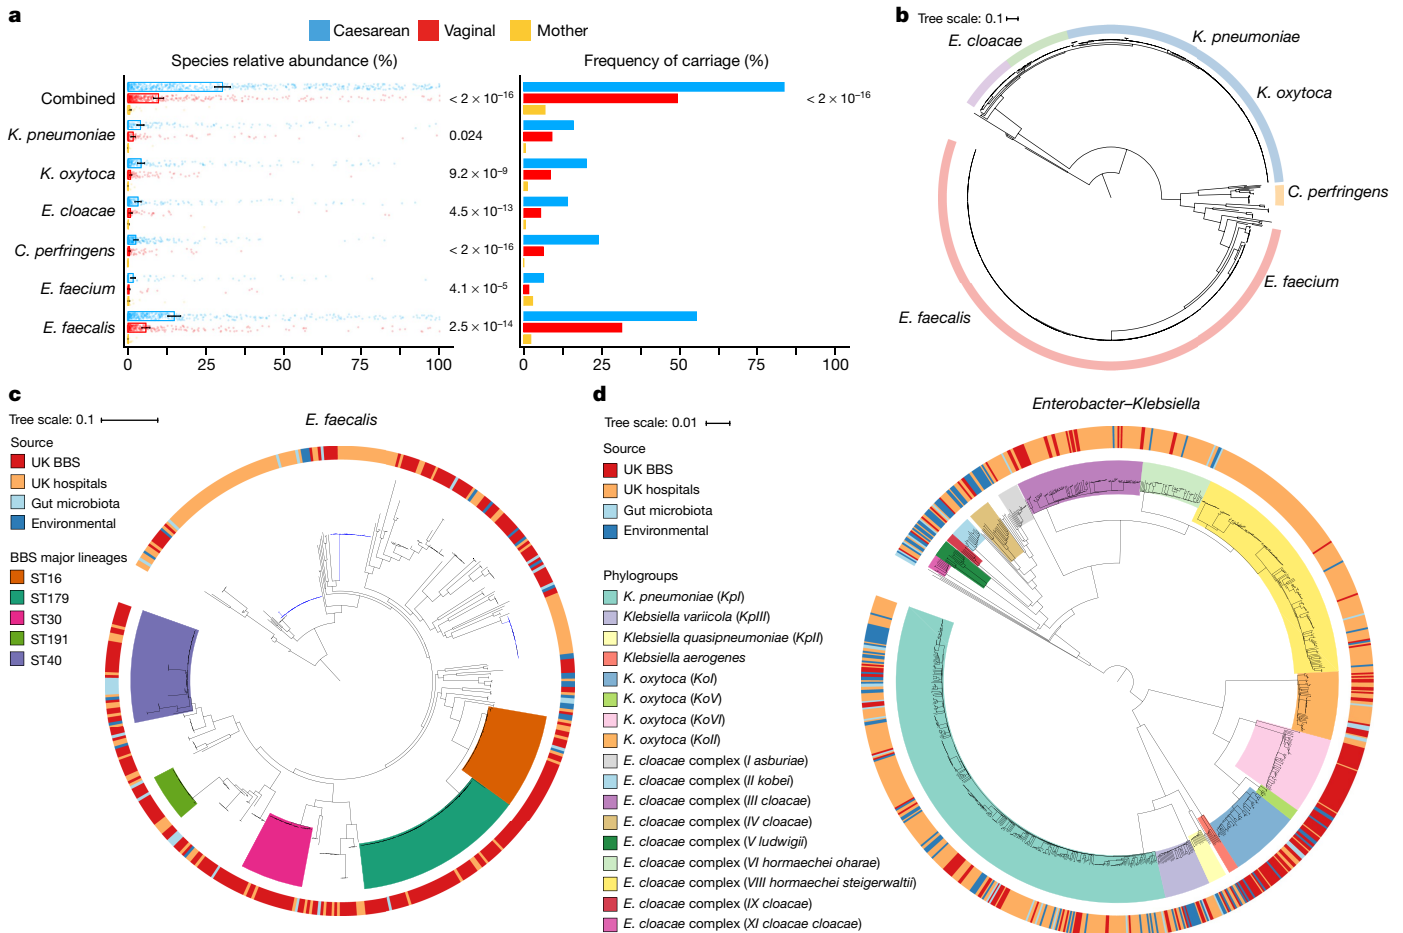 a
Caesarean Vaginal Mother
Species relative abundance (%) Frequency of carriage (%)
Combined < 2 × 10⁻¹⁶ < 2 × 10⁻¹⁶
K. pneumoniae 0.024
K. oxytoca 9.2 × 10⁻⁹
E. cloacae 4.5 × 10⁻¹³
C. perfringens < 2 × 10⁻¹⁶
E. faecium 4.1 × 10⁻⁵
E. faecalis 2.5 × 10⁻¹⁴
0 25 50 75 100 0 25 50 75 100
b
Tree scale: 0.1
E. cloacae
K. pneumoniae
K. oxytoca
C. perfringens
E. faecium
E. faecalis
c
Tree scale: 0.1
E. faecalis
Source
UK BBS
UK hospitals
Gut microbiota
Environmental
BBS major lineages
ST16
ST179
ST30
ST191
ST40
d
Enterobacter–Klebsiella
Tree scale: 0.01
Source
UK BBS
UK hospitals
Gut microbiota
Environmental
Phylogroups
K. pneumoniae (KpI)
Klebsiella variicola (KpIII)
Klebsiella quasipneumoniae (KpII)
Klebsiella aerogenes
K. oxytoca (KoI)
K. oxytoca (KoV)
K. oxytoca (KoVI)
K. oxytoca (KoII)
E. cloacae complex (I asburiae)
E. cloacae complex (II kobei)
E. cloacae complex (III cloacae)
E. cloacae complex (IV cloacae)
E. cloacae complex (V ludwigii)
E. cloacae complex (VI hormaechei oharae)
E. cloacae complex (VIII hormaechei steigerwaltii)
E. cloacae complex (IX cloacae)
E. cloacae complex (XI cloacae cloacae)